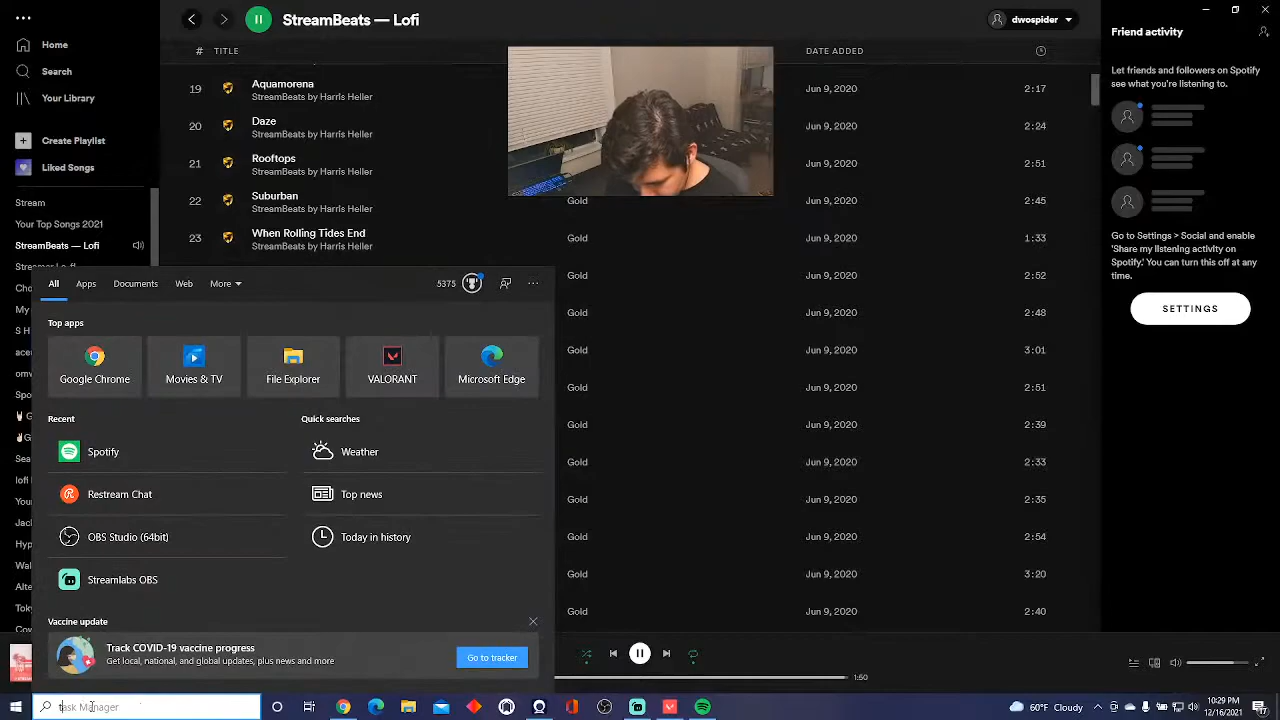 StreamBeats — Lofi
dwospider
Friend activity
Home
Search
Your Library
Create Playlist
Liked Songs
Stream
Your Top Songs 2021
StreamBeats — Lofi
# TITLE DATE ADDED
19 Aquamorena Jun 9, 2020 2:17
StreamBeats by Harris Heller
20 Daze Jun 9, 2020 2:24
StreamBeats by Harris Heller
21 Rooftops Jun 9, 2020 2:51
StreamBeats by Harris Heller
22 Suburban Gold Jun 9, 2020 2:45
StreamBeats by Harris Heller
23 When Rolling Tides End Gold Jun 9, 2020 1:33
StreamBeats by Harris Heller
Gold Jun 9, 2020 2:52
Gold Jun 9, 2020 2:48
Gold Jun 9, 2020 3:01
Gold Jun 9, 2020 2:51
Gold Jun 9, 2020 2:39
Gold Jun 9, 2020 2:33
Gold Jun 9, 2020 2:35
Gold Jun 9, 2020 2:54
Gold Jun 9, 2020 3:20
Gold Jun 9, 2020 2:40
Let friends and followers on Spotify
see what you're listening to.
Go to Settings > Social and enable
'Share my listening activity on
Spotify.' You can turn this off at any
time.
SETTINGS
All Apps Documents Web More 5375
Top apps
Google Chrome Movies & TV File Explorer VALORANT Microsoft Edge
Recent Quick searches
Spotify Weather
Restream Chat Top news
OBS Studio (64bit) Today in history
Streamlabs OBS
Vaccine update
Track COVID-19 vaccine progress
Get local, national, and global updates, plus news and more
Go to tracker
1:50
task Manager
60°F Cloudy
10:29 PM
12/16/2021